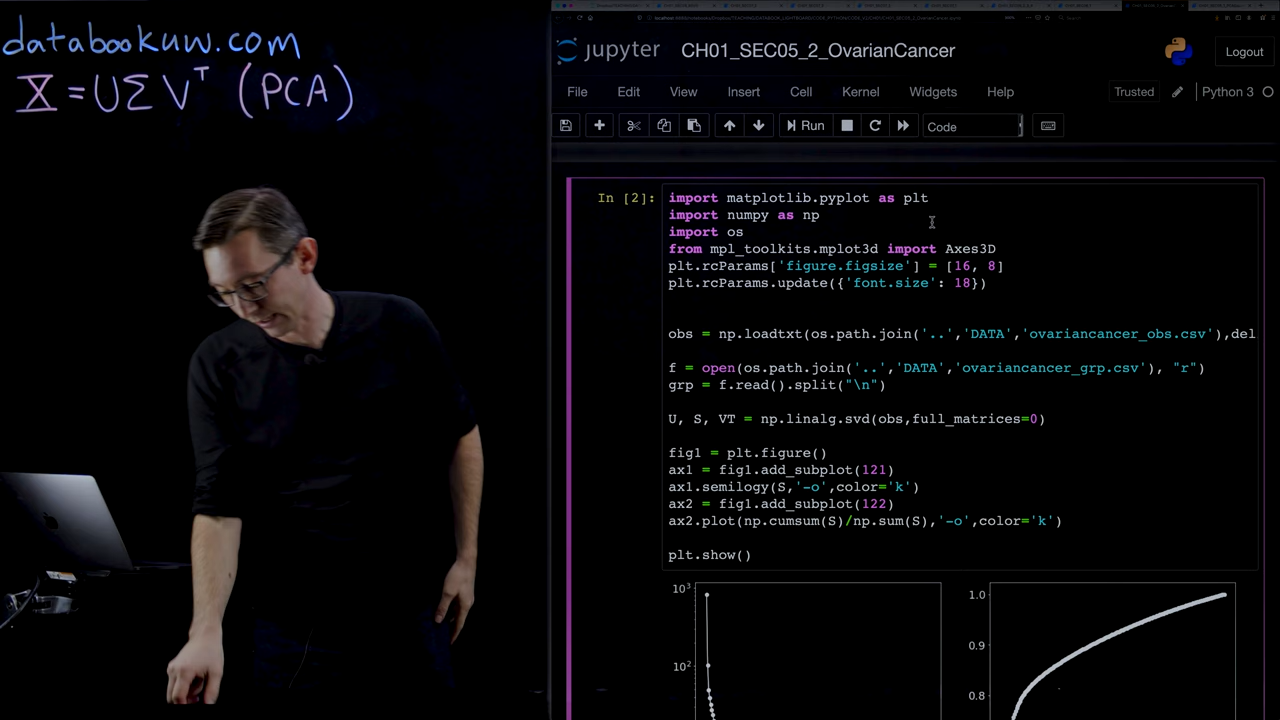 databookuw.com
X = UΣV^T (PCA)
jupyter CH01_SEC05_2_OvarianCancer
Logout
File Edit View Insert Cell Kernel Widgets Help
Trusted
Python 3
Run
Code
In [2]:
import matplotlib.pyplot as plt
import numpy as np
import os
from mpl_toolkits.mplot3d import Axes3D
plt.rcParams['figure.figsize'] = [16, 8]
plt.rcParams.update({'font.size': 18})
obs = np.loadtxt(os.path.join('..','DATA','ovariancancer_obs.csv'),del
f = open(os.path.join('..','DATA','ovariancancer_grp.csv'), "r")
grp = f.read().split("\n")
U, S, VT = np.linalg.svd(obs,full_matrices=0)
fig1 = plt.figure()
ax1 = fig1.add_subplot(121)
ax1.semilogy(S,'-o',color='k')
ax2 = fig1.add_subplot(122)
ax2.plot(np.cumsum(S)/np.sum(S),'-o',color='k')
plt.show()
10^3
1.0
0.9
10^2
0.8